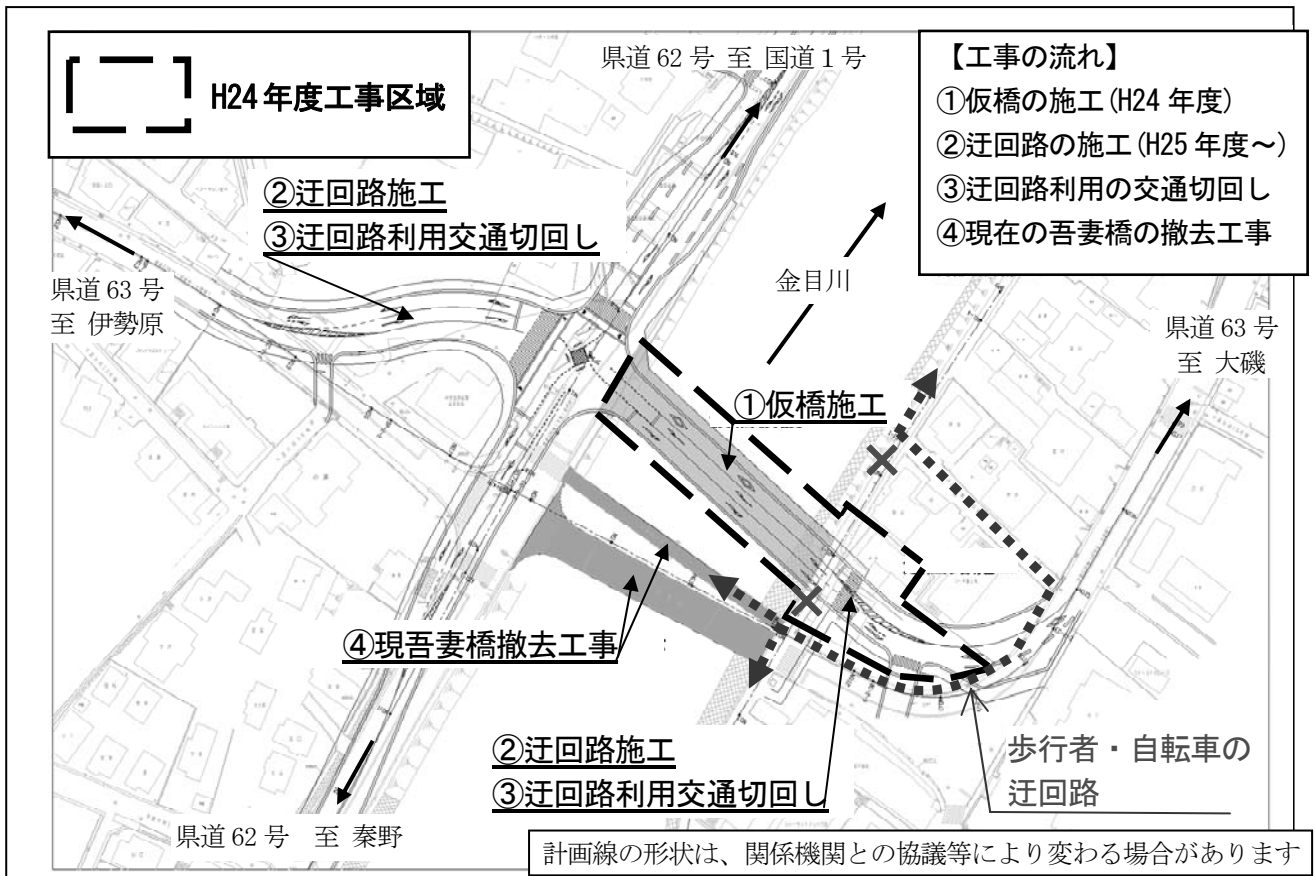 H24年度工事区域
県道62号 至 国道1号
【工事の流れ】
①仮橋の施工(H24年度)
②迂回路の施工(H25年度～)
③迂回路利用の交通切回し
④現在の吾妻橋の撤去工事
②迂回路施工
③迂回路利用交通切回し
県道63号
至 伊勢原
金目川
県道63号
至 大磯
①仮橋施工
④現吾妻橋撤去工事
②迂回路施工
③迂回路利用交通切回し
歩行者・自転車の
迂回路
県道62号 至 秦野
計画線の形状は、関係機関との協議等により変わる場合があります